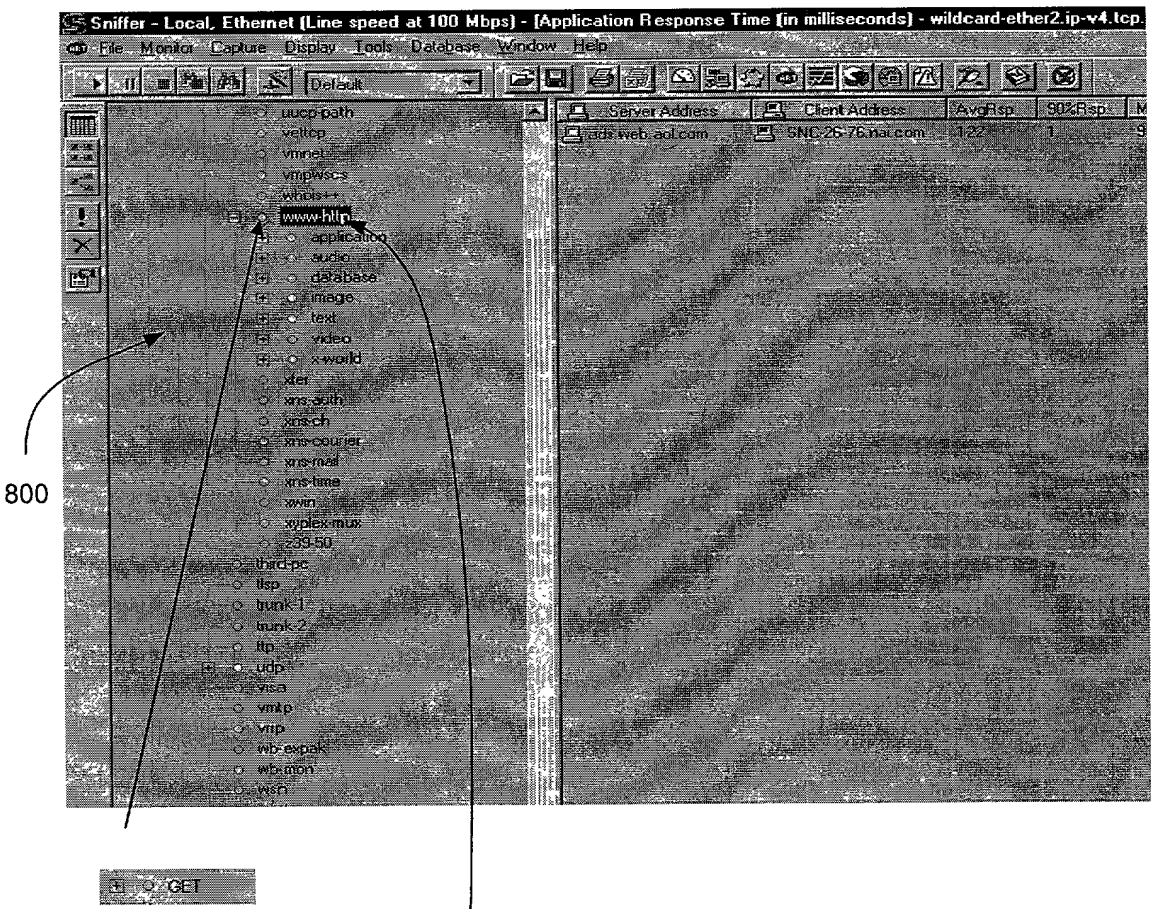 Sniffer - Local, Ethernet (Line speed at 100 Mbps) - [Application Response Time (in milliseconds) - wildcard-ether2.ip-v4.tcp.
File Monitor Capture Display Tools Database Window Help
Default
Server Address Client Address AvgRsp 90%Rsp M
ads.web.aol.com SNC-26-76.nai.com 122 1 9
uucp-path
vettcp
vmnet
vmpwscs
whois++
www-http
application
audio
database
image
text
video
x-world
xfer
xns-auth
xns-ch
xns-courier
xns-mail
xns-time
xwin
xyplex-mux
z39-50
third-pc
tlsp
trunk-1
trunk-2
ttp
udp
visa
vmtp
vrrp
wb-expak
wb-mon
wsn
800
GET